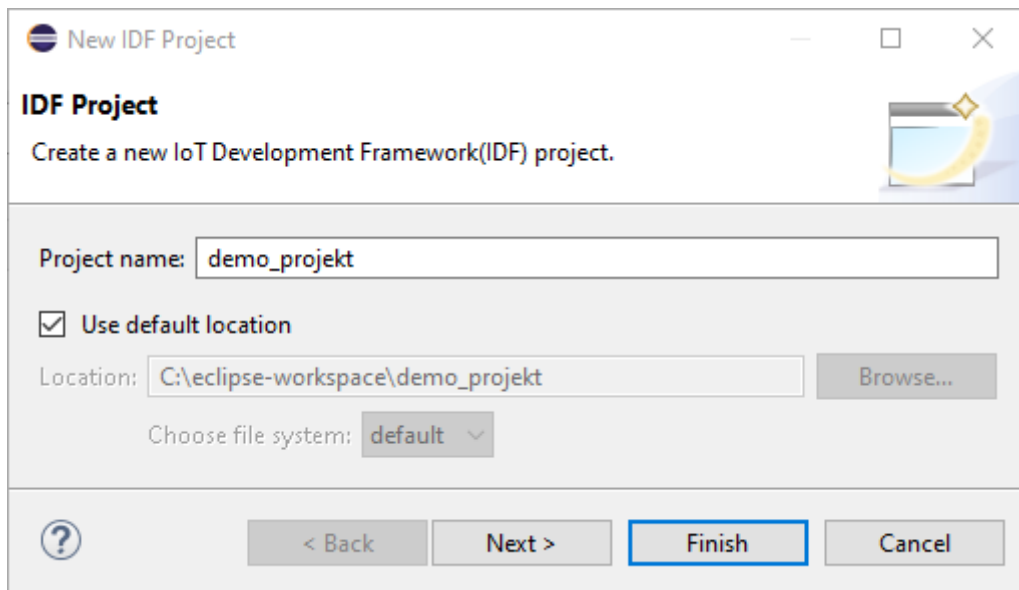 New IDF Project
IDF Project
Create a new IoT Development Framework(IDF) project.
Project name: demo_projekt
Use default location
Location: C:\eclipse-workspace\demo_projekt Browse...
Choose file system: default
? < Back Next > Finish Cancel